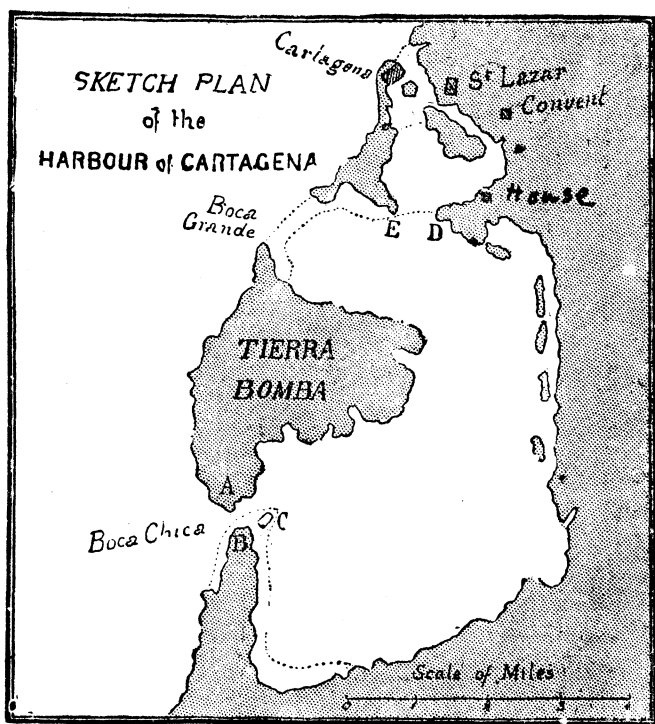 SKETCH PLAN
of the
HARBOUR of CARTAGENA
Cartagena
St Lazar
Convent
House
Boca
Grande
E
D
TIERRA
BOMBA
A
Boca Chica
B
C
Scale of Miles
0 1 2 3 4